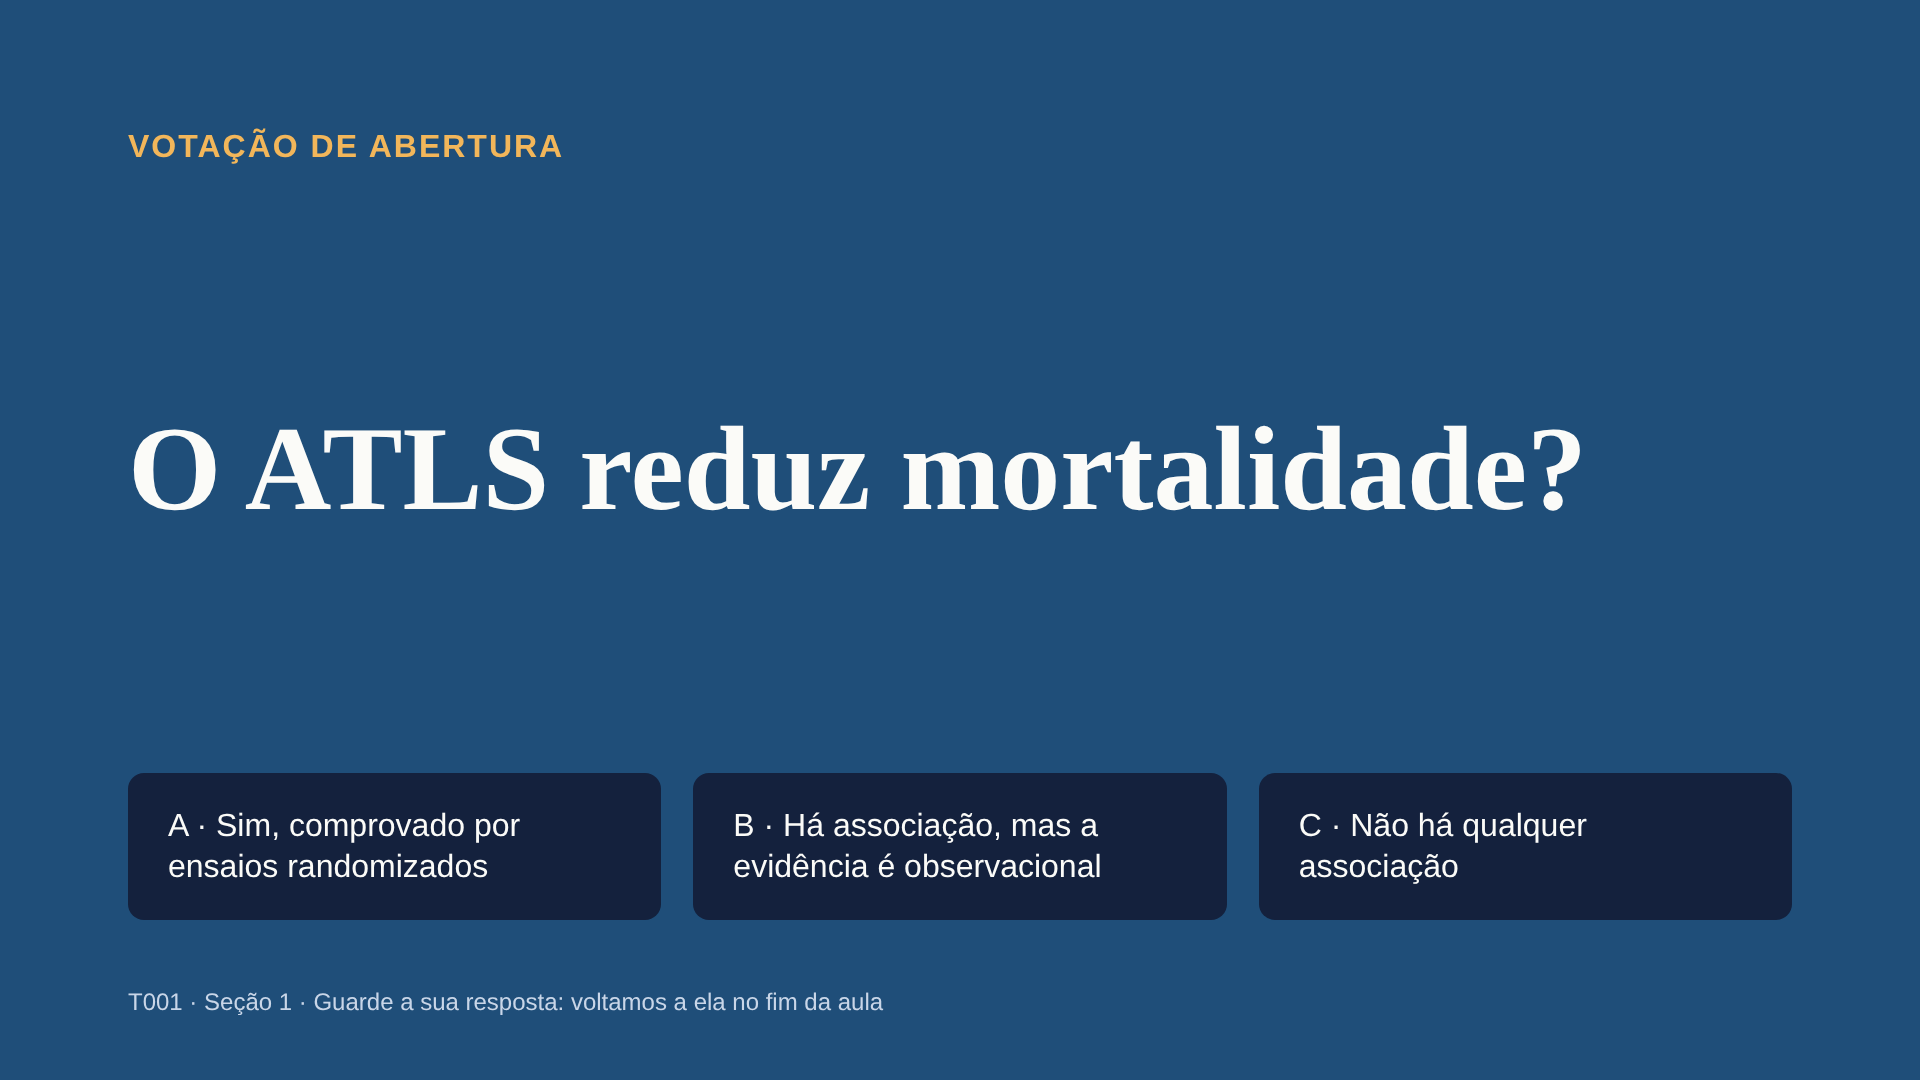 VOTAÇÃO DE ABERTURA
O ATLS reduz mortalidade?
A · Sim, comprovado por
ensaios randomizados
B · Há associação, mas a
evidência é observacional
C · Não há qualquer
associação
T001 · Seção 1 · Guarde a sua resposta: voltamos a ela no fim da aula